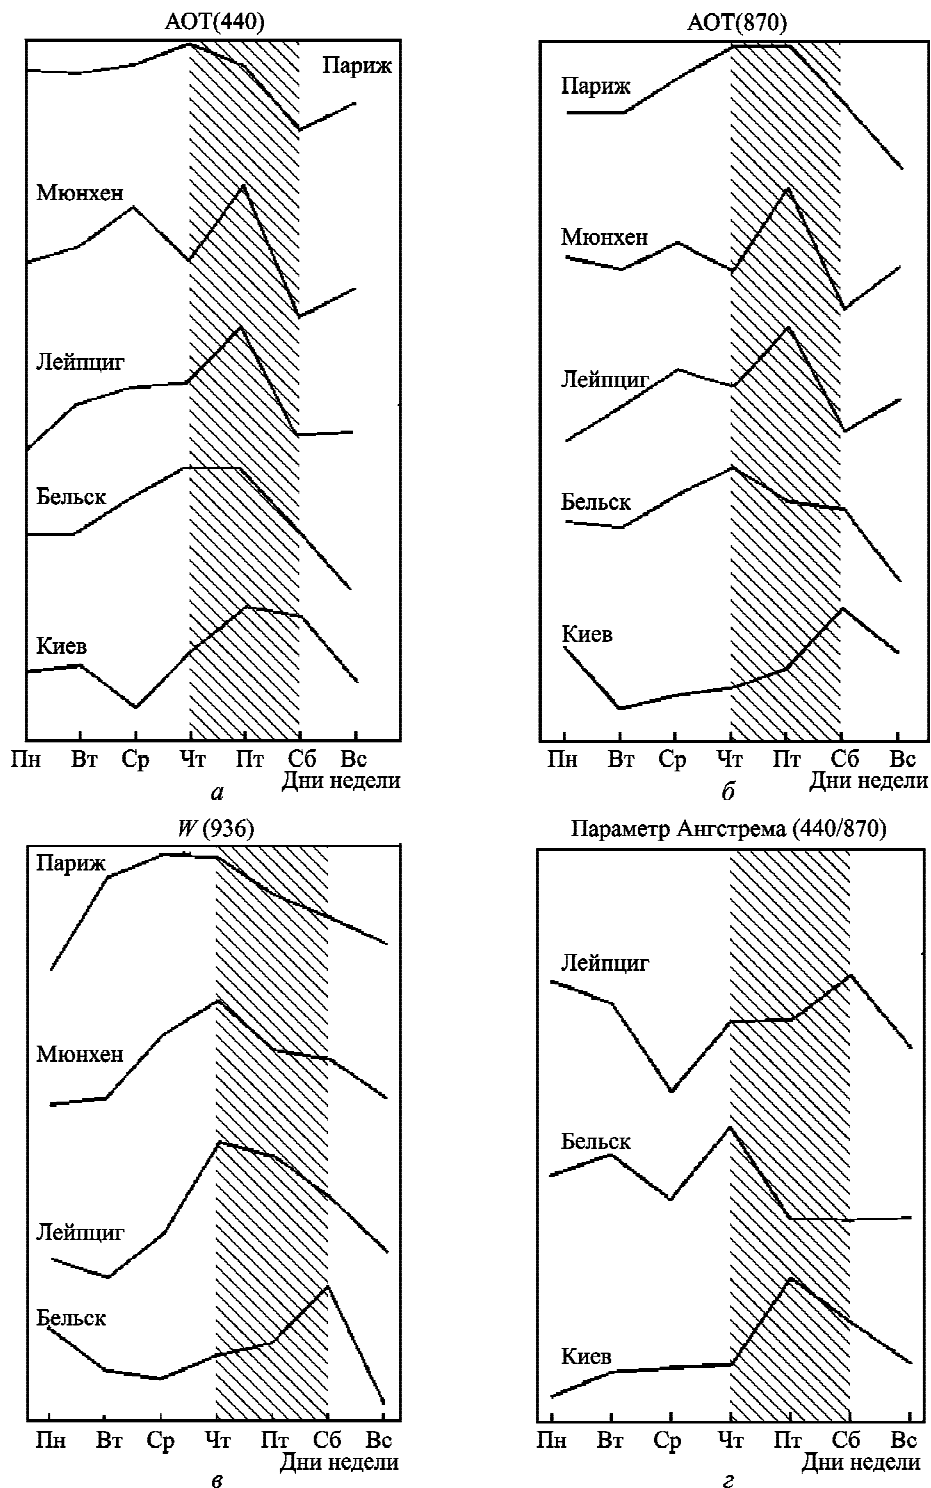 АОТ(440)
Париж
Мюнхен
Лейпциг
Бельск
Киев
Пн Вт Ср Чт Пт Сб Вс
Дни недели
а
АОТ(870)
Париж
Мюнхен
Лейпциг
Бельск
Киев
Пн Вт Ср Чт Пт Сб Вс
Дни недели
б
W (936)
Париж
Мюнхен
Лейпциг
Бельск
Пн Вт Ср Чт Пт Сб Вс
Дни недели
в
Параметр Ангстрема (440/870)
Лейпциг
Бельск
Киев
Пн Вт Ср Чт Пт Сб Вс
Дни недели
г